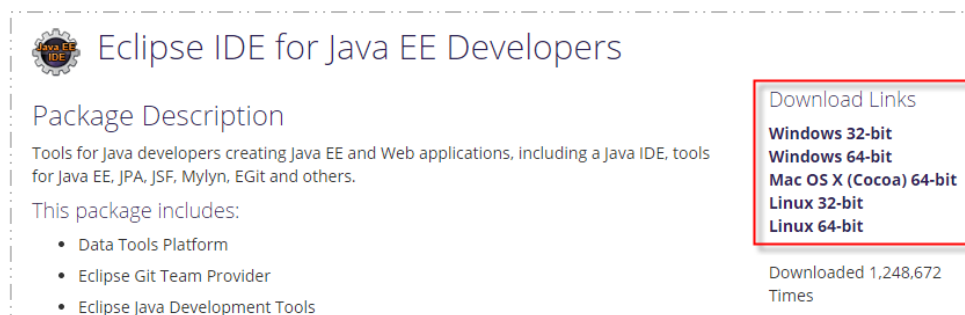 Java EE
IDE
Eclipse IDE for Java EE Developers
Package Description
Tools for Java developers creating Java EE and Web applications, including a Java IDE, tools
for Java EE, JPA, JSF, Mylyn, EGit and others.
This package includes:
• Data Tools Platform
• Eclipse Git Team Provider
• Eclipse Java Development Tools
Download Links
Windows 32-bit
Windows 64-bit
Mac OS X (Cocoa) 64-bit
Linux 32-bit
Linux 64-bit
Downloaded 1,248,672
Times